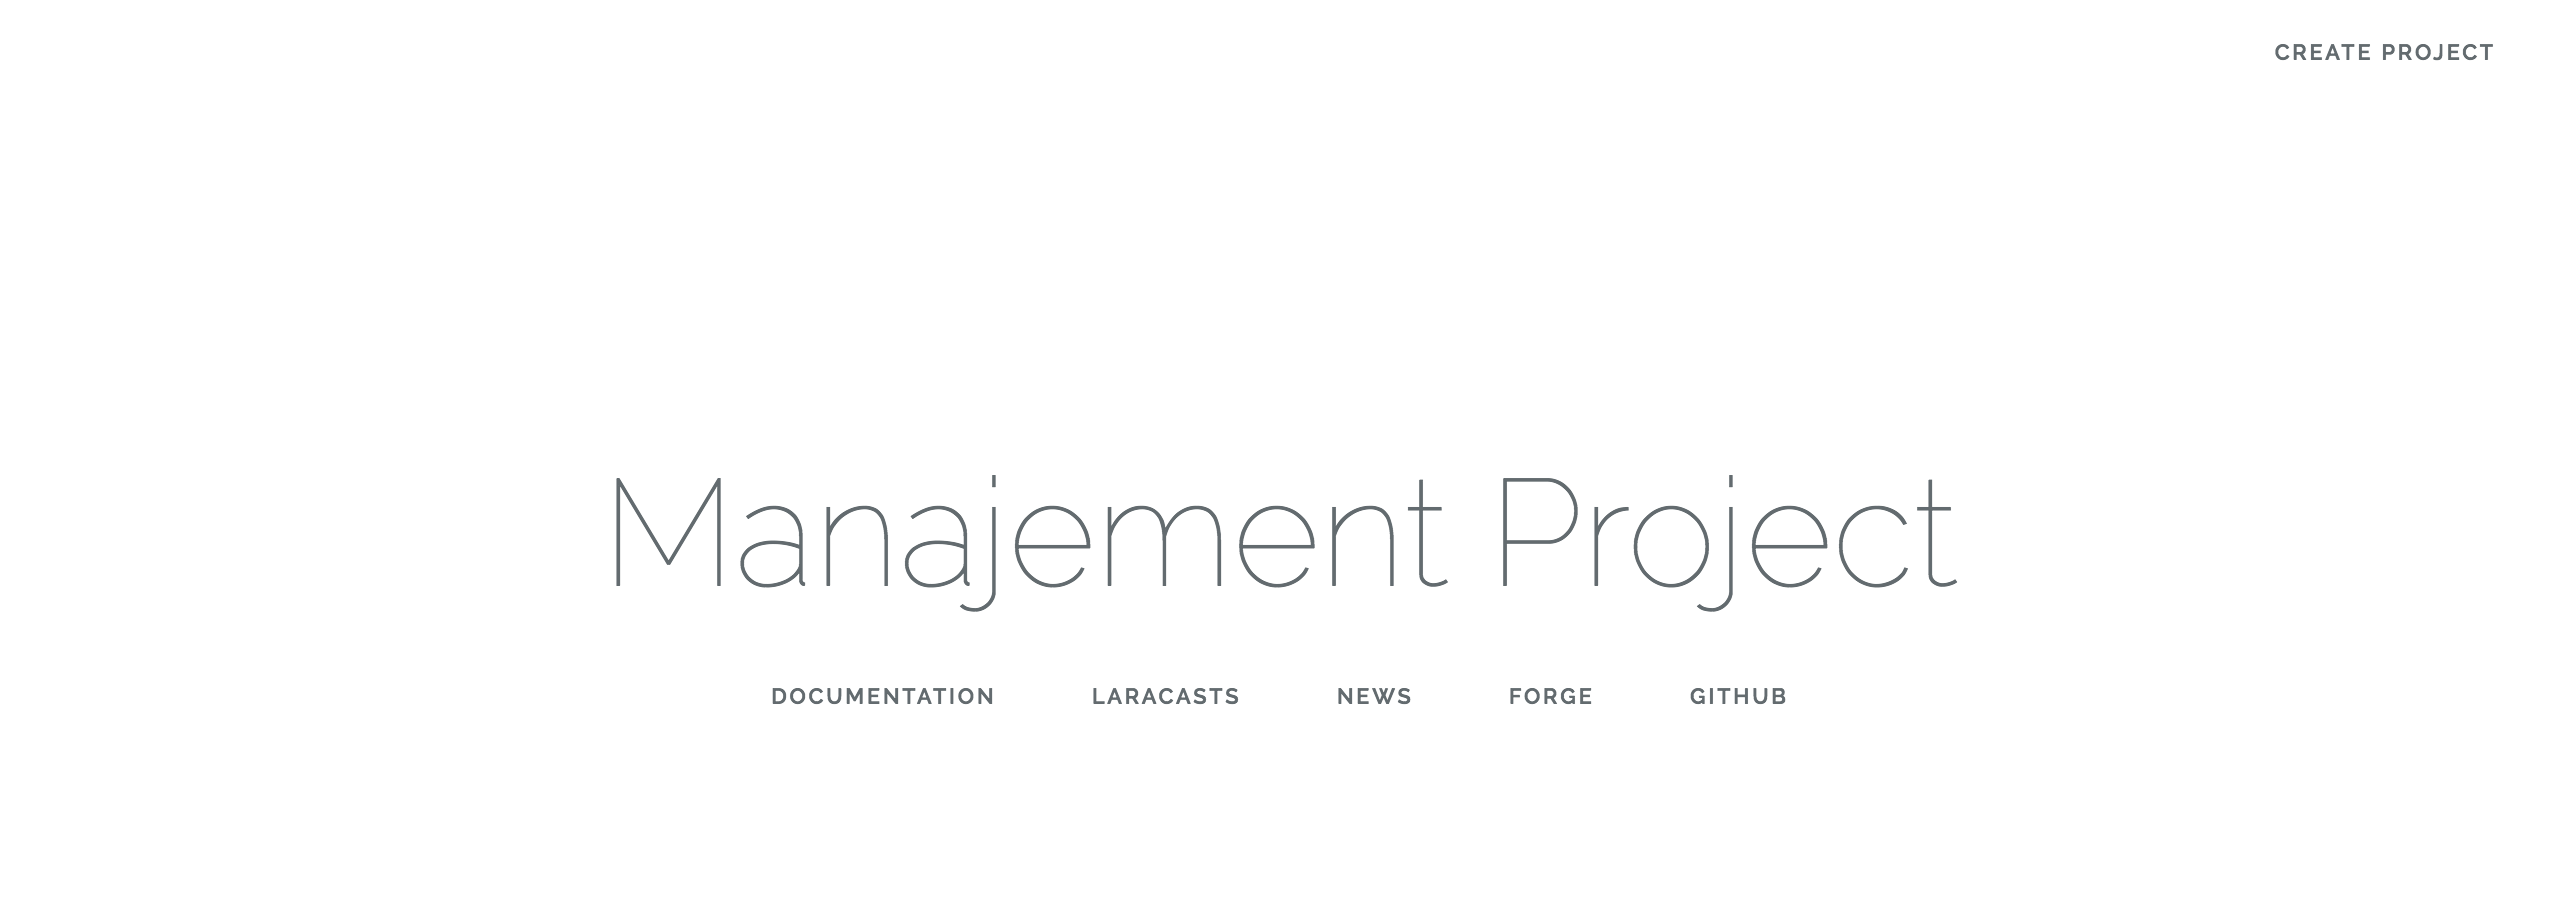 CREATE PROJECT
Manajement Project
DOCUMENTATION LARACASTS NEWS FORGE GITHUB